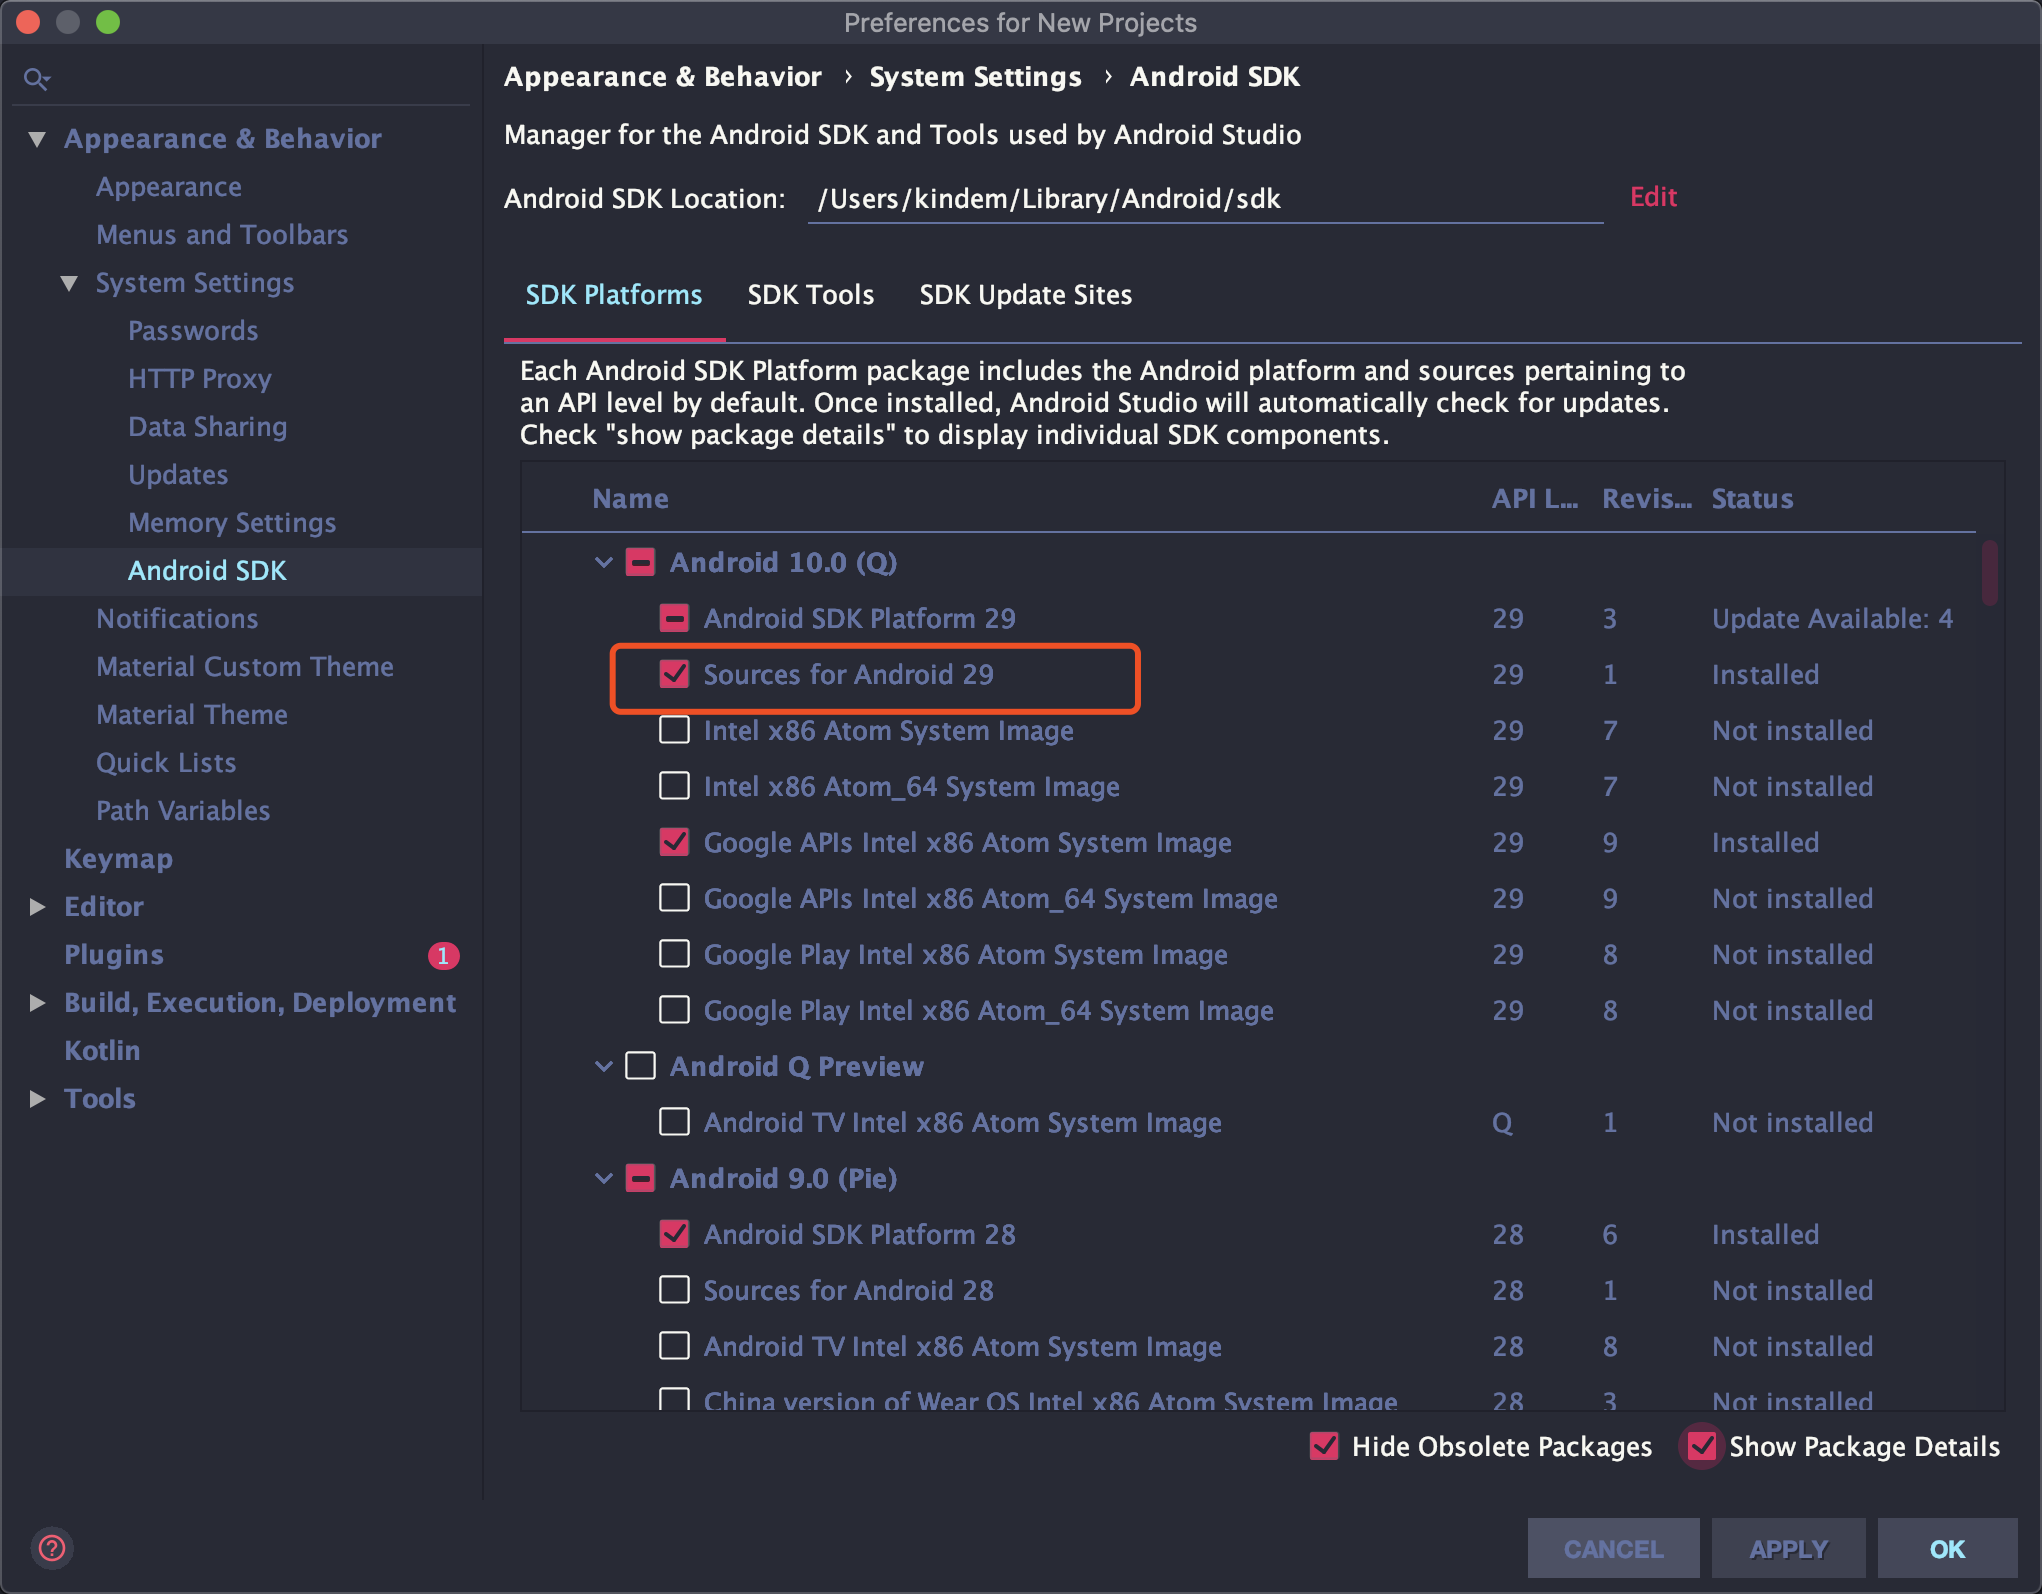 Preferences for New Projects
Appearance & Behavior
Appearance
Menus and Toolbars
System Settings
Passwords
HTTP Proxy
Data Sharing
Updates
Memory Settings
Android SDK
Notifications
Material Custom Theme
Material Theme
Quick Lists
Path Variables
Keymap
Editor
Plugins 1
Build, Execution, Deployment
Kotlin
Tools
Appearance & Behavior › System Settings › Android SDK
Manager for the Android SDK and Tools used by Android Studio
Android SDK Location: /Users/kindem/Library/Android/sdk Edit
SDK Platforms SDK Tools SDK Update Sites
Each Android SDK Platform package includes the Android platform and sources pertaining to
an API level by default. Once installed, Android Studio will automatically check for updates.
Check "show package details" to display individual SDK components.
Name API L... Revis... Status
Android 10.0 (Q)
Android SDK Platform 29 29 3 Update Available: 4
Sources for Android 29 29 1 Installed
Intel x86 Atom System Image 29 7 Not installed
Intel x86 Atom_64 System Image 29 7 Not installed
Google APIs Intel x86 Atom System Image 29 9 Installed
Google APIs Intel x86 Atom_64 System Image 29 9 Not installed
Google Play Intel x86 Atom System Image 29 8 Not installed
Google Play Intel x86 Atom_64 System Image 29 8 Not installed
Android Q Preview
Android TV Intel x86 Atom System Image Q 1 Not installed
Android 9.0 (Pie)
Android SDK Platform 28 28 6 Installed
Sources for Android 28 28 1 Not installed
Android TV Intel x86 Atom System Image 28 8 Not installed
China version of Wear OS Intel x86 Atom System Image 28 3 Not installed
Hide Obsolete Packages Show Package Details
? CANCEL APPLY OK